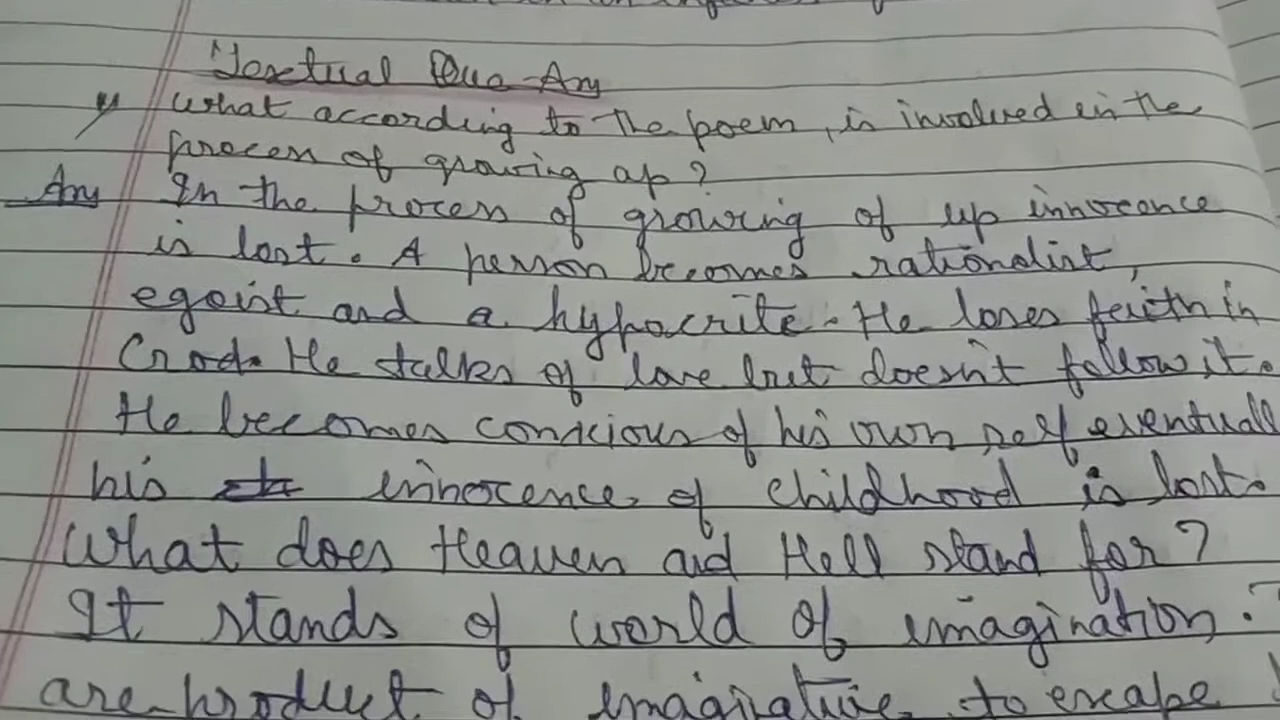 Textual Que-Ans
1) What according to the poem, is involved in the
process of growing up?
Ans In the process of growing of up innoceance
is lost. A person becomes rationalist,
egoist and a hypocrite. He loses faith in
God. He talks of love but doesn't follow it.
He becomes concious of his own self eventuall
his innocence of childhood is lost.
What does Heaven and Hell stand for?
It stands of world of imagination.
are product of imaginative to escape